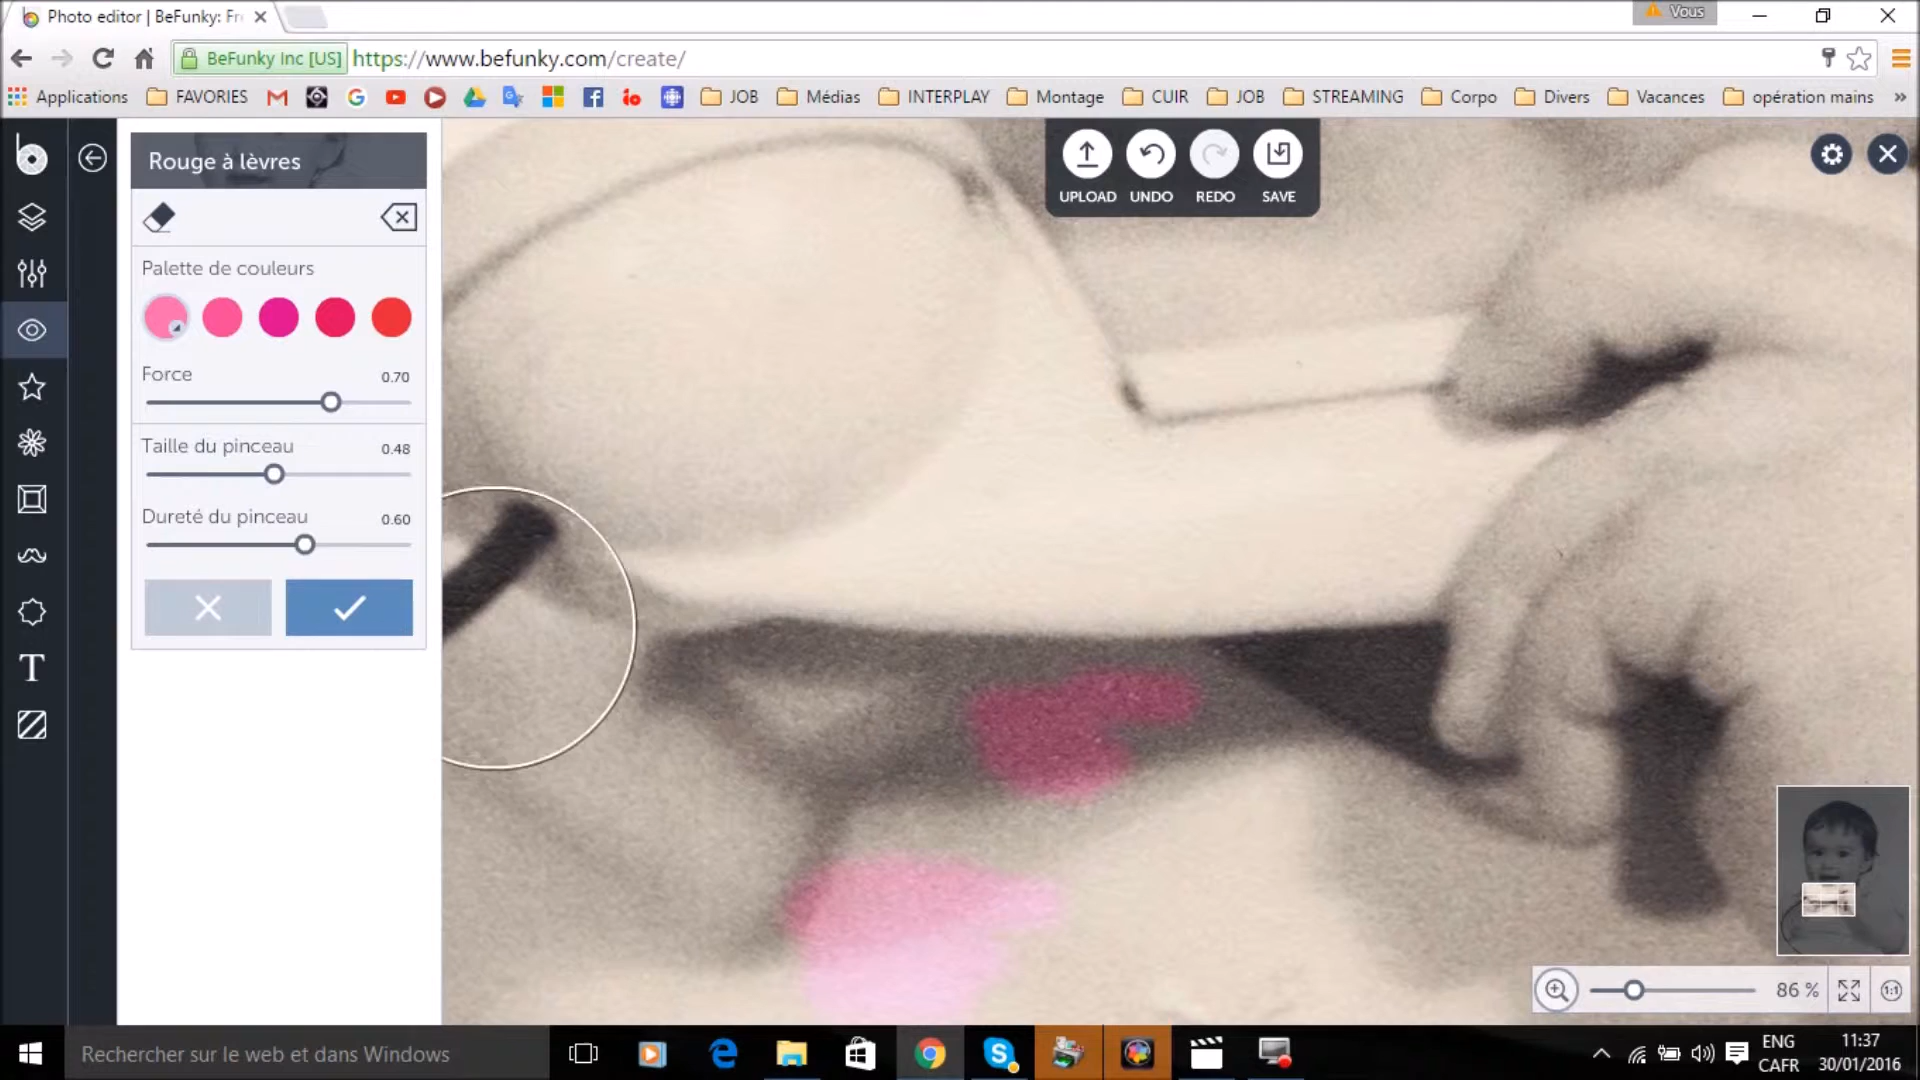 Photo editor | BeFunky: Fr
Vous
BeFunky Inc [US] https://www.befunky.com/create/
Applications FAVORIES JOB Médias INTERPLAY Montage CUIR JOB STREAMING Corpo Divers Vacances opération mains »
Rouge à lèvres
UPLOAD UNDO REDO SAVE
Palette de couleurs
Force 0.70
Taille du pinceau 0.48
Dureté du pinceau 0.60
86 %
1:1
Rechercher sur le web et dans Windows
ENG 11:37
CAFR 30/01/2016